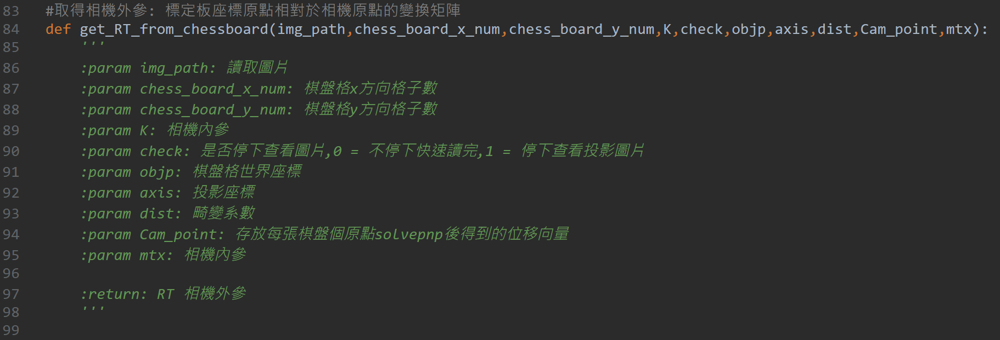 83 #取得相機外參: 標定板座標原點相對於相機原點的變換矩陣
84 def get_RT_from_chessboard(img_path,chess_board_x_num,chess_board_y_num,K,check,objp,axis,dist,Cam_point,mtx):
85 '''
86 :param img_path: 讀取圖片
87 :param chess_board_x_num: 棋盤格x方向格子數
88 :param chess_board_y_num: 棋盤格y方向格子數
89 :param K: 相機內參
90 :param check: 是否停下查看圖片,0 = 不停下快速讀完,1 = 停下查看投影圖片
91 :param objp: 棋盤格世界座標
92 :param axis: 投影座標
93 :param dist: 畸變系數
94 :param Cam_point: 存放每張棋盤個原點solvepnp後得到的位移向量
95 :param mtx: 相機內參
96
97 :return: RT 相機外參
98 '''
99